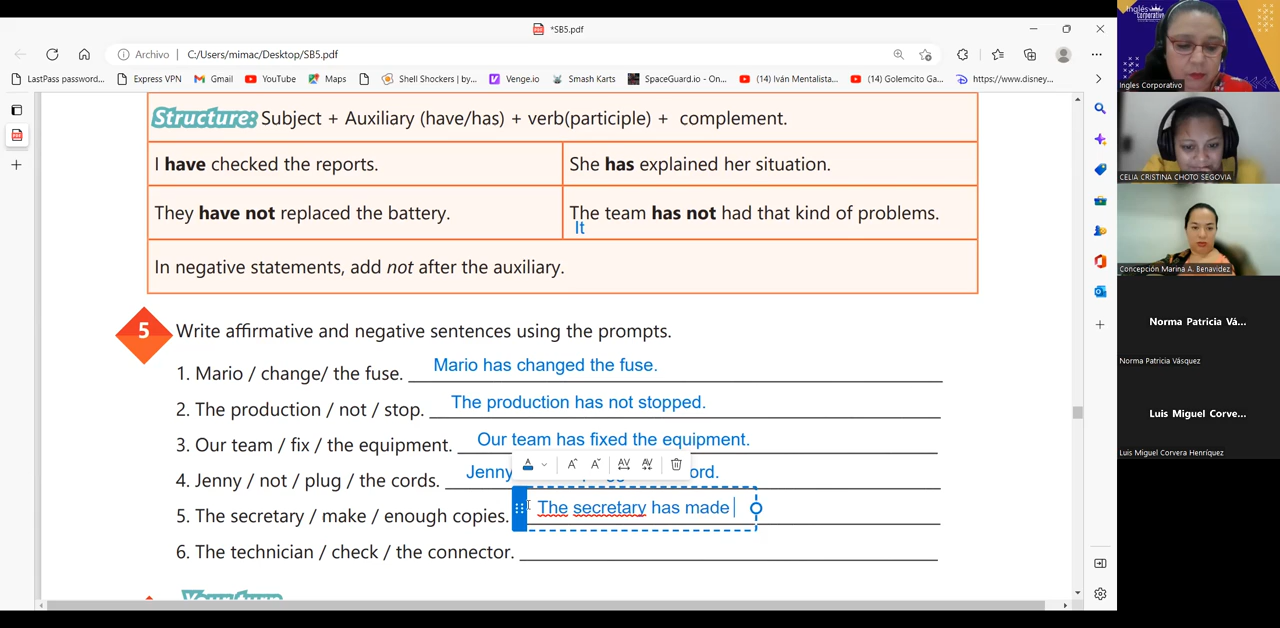 *SB5.pdf
Archivo | C:/Users/mimac/Desktop/SB5.pdf
LastPass password... Express VPN Gmail YouTube Maps Shell Shockers | by... Venge.io Smash Karts SpaceGuard.io - On... (14) Iván Mentalista... (14) Golemcito Ga... https://www.disney...
Structure: Subject + Auxiliary (have/has) + verb(participle) + complement.
I have checked the reports. She has explained her situation.
They have not replaced the battery. The team has not had that kind of problems.
It
In negative statements, add not after the auxiliary.
5 Write affirmative and negative sentences using the prompts.
1. Mario / change/ the fuse. Mario has changed the fuse.
2. The production / not / stop. The production has not stopped.
3. Our team / fix / the equipment. Our team has fixed the equipment.
4. Jenny / not / plug / the cords. Jenny ord.
5. The secretary / make / enough copies. The secretary has made
6. The technician / check / the connector.
Your turn
Inglés
Corporativo
Ingles Corporativo
CELIA CRISTINA CHOTO SEGOVIA
Concepción Marina A. Benavidez
Norma Patricia Vá...
Norma Patricia Vásquez
Luis Miguel Corve...
Luis Miguel Corvera Henríquez